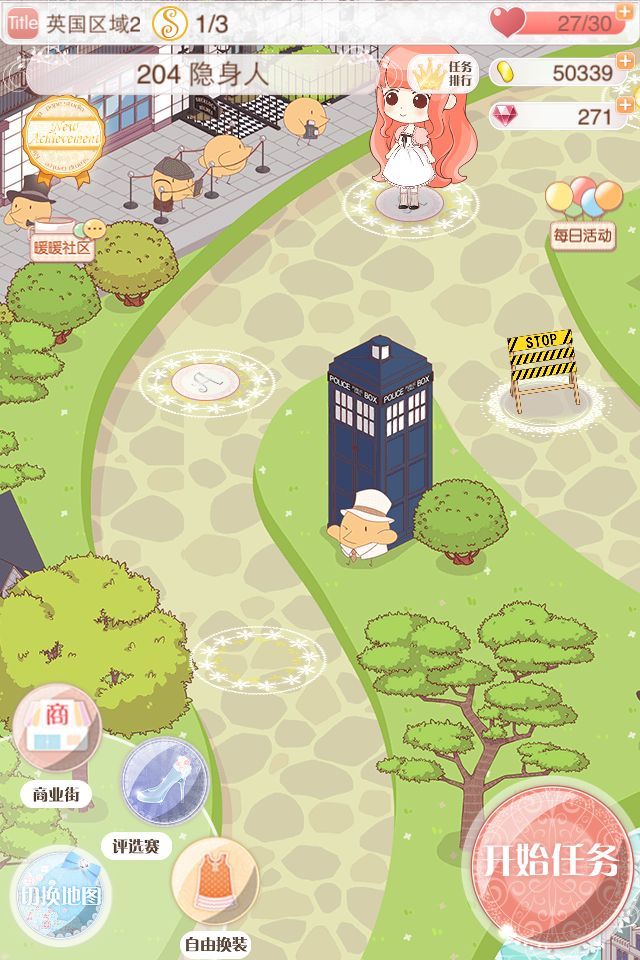 Title 英国区域2 S 1/3 27/30
204 隐身人
任务
排行
50339
271
New
Achievement
暖暖社区
每日活动
STOP
POLICE BOX POLICE BOX
商
商业街
评选赛
切换地图
开始任务
自由换装